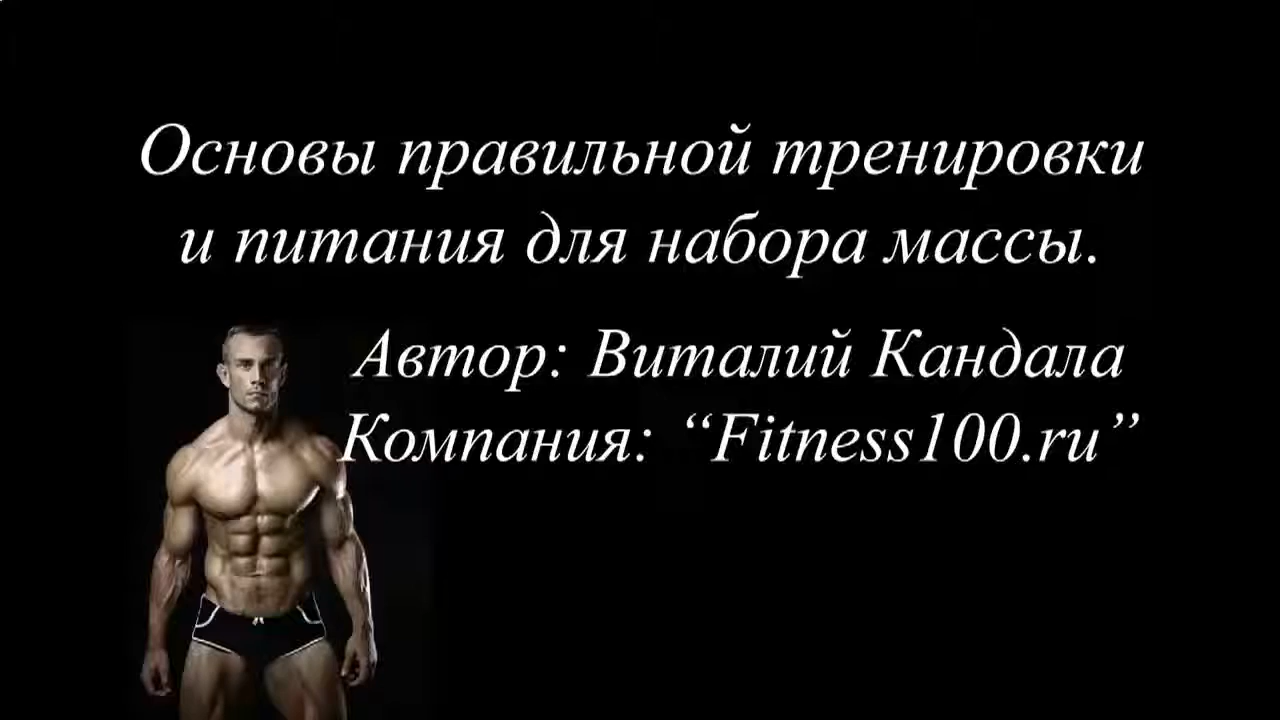 Основы правильной тренировки
и питания для набора массы.
Автор: Виталий Кандала
Компания: “Fitness100.ru”